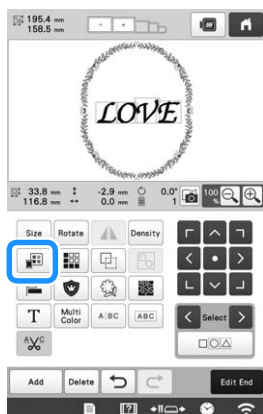 195.4 mm
158.5 mm
LOVE
33.8 mm -2.9 mm 0.0°
116.8 mm 0.0 mm 1
100 %
Size Rotate Density
T Multi Color ABC ABC
Select
Add Delete Edit End